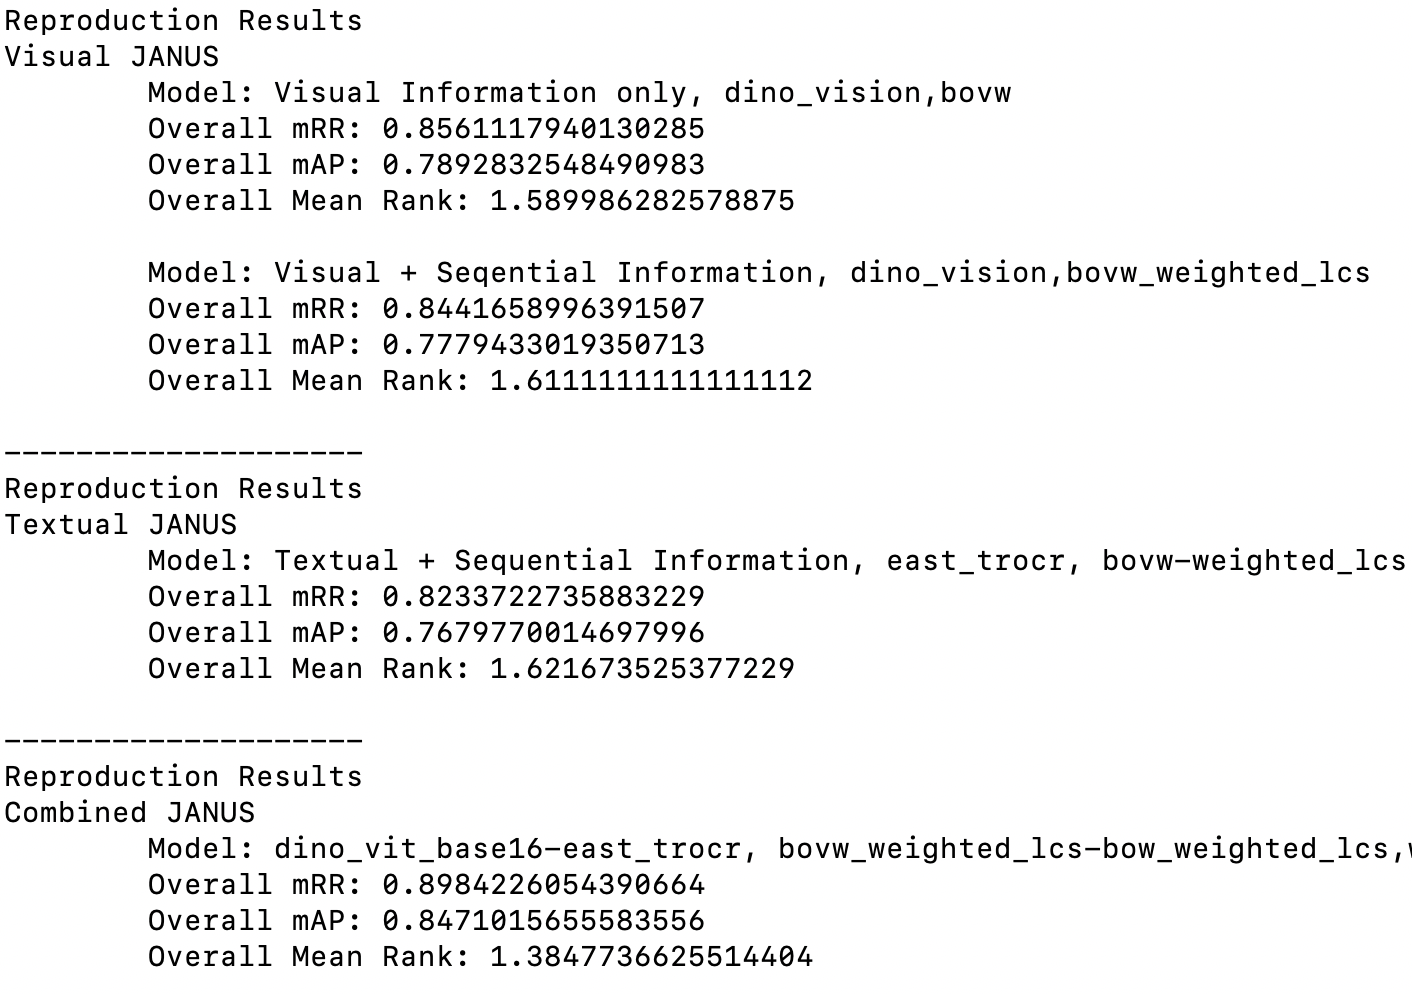 Reproduction Results
Visual JANUS
Model: Visual Information only, dino_vision,bovw
Overall mRR: 0.8561117940130285
Overall mAP: 0.7892832548490983
Overall Mean Rank: 1.589986282578875
Model: Visual + Seqential Information, dino_vision,bovw_weighted_lcs
Overall mRR: 0.8441658996391507
Overall mAP: 0.7779433019350713
Overall Mean Rank: 1.6111111111111112
--------------------
Reproduction Results
Textual JANUS
Model: Textual + Sequential Information, east_trocr, bovw-weighted_lcs
Overall mRR: 0.8233722735883229
Overall mAP: 0.7679770014697996
Overall Mean Rank: 1.621673525377229
--------------------
Reproduction Results
Combined JANUS
Model: dino_vit_base16-east_trocr, bovw_weighted_lcs-bow_weighted_lcs,
Overall mRR: 0.8984226054390664
Overall mAP: 0.8471015655583556
Overall Mean Rank: 1.3847736625514404